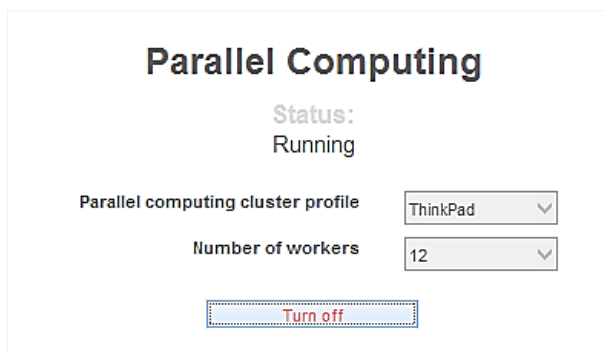 Parallel Computing
Status:
Running
Parallel computing cluster profile ThinkPad
Number of workers 12
Turn off